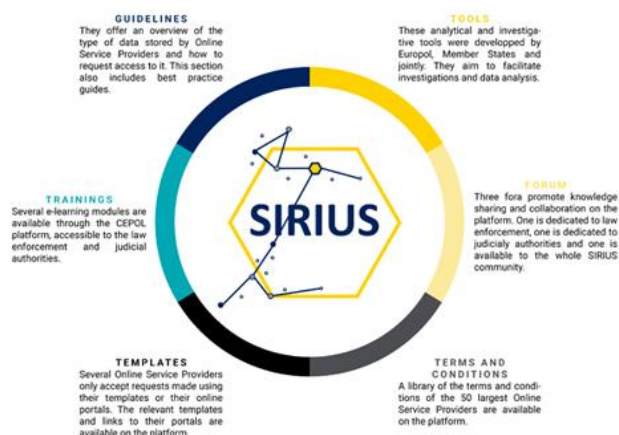 GUIDELINES
They offer an overview of the
type of data stored by Online
Service Providers and how to
request access to it. This section
also includes best practice
guides.
TOOLS
These analytical and investiga-
tive tools were developped by
Europol, Member States and
jointly. They aim to facilitate
investigations and data analysis.
TRAININGS
Several e-learning modules are
available through the CEPOL
platform, accessible to the law
enforcement and judicial
authorities.
SIRIUS
FORUM
Three fora promote knowledge
sharing and collaboration on the
platform. One is dedicated to law
enforcement, one is dedicated to
judicialy authorities and one is
available to the whole SIRIUS
community.
TEMPLATES
Several Online Service Providers
only accept requests made using
their templates or their online
portals. The relevant templates
and links to their portals are
available on the platform.
TERMS AND
CONDITIONS
A library of the terms and condi-
tions of the 50 largest Online
Service Providers are available
on the platform.